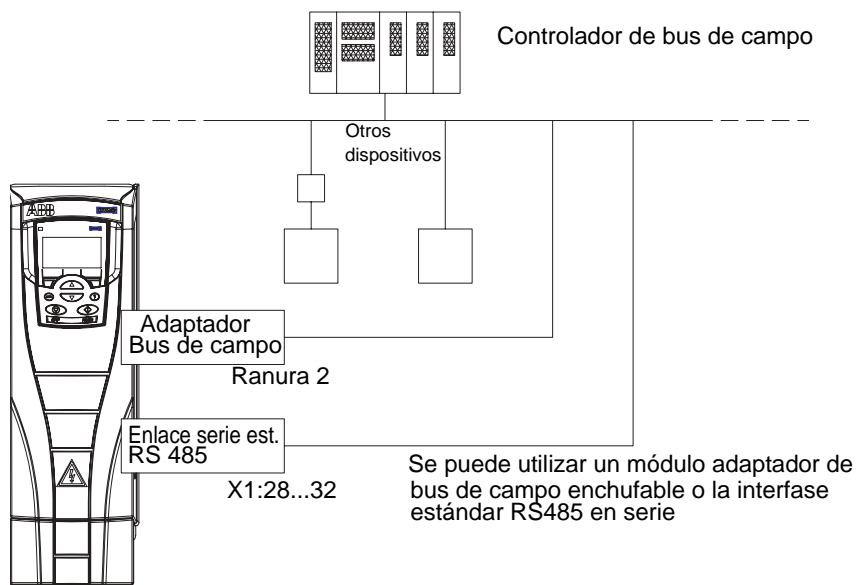 Controlador de bus de campo
Otros
dispositivos
ABB
Adaptador
Bus de campo
Ranura 2
Enlace serie est.
RS 485
X1:28...32
Se puede utilizar un módulo adaptador de
bus de campo enchufable o la interfase
estándar RS485 en serie